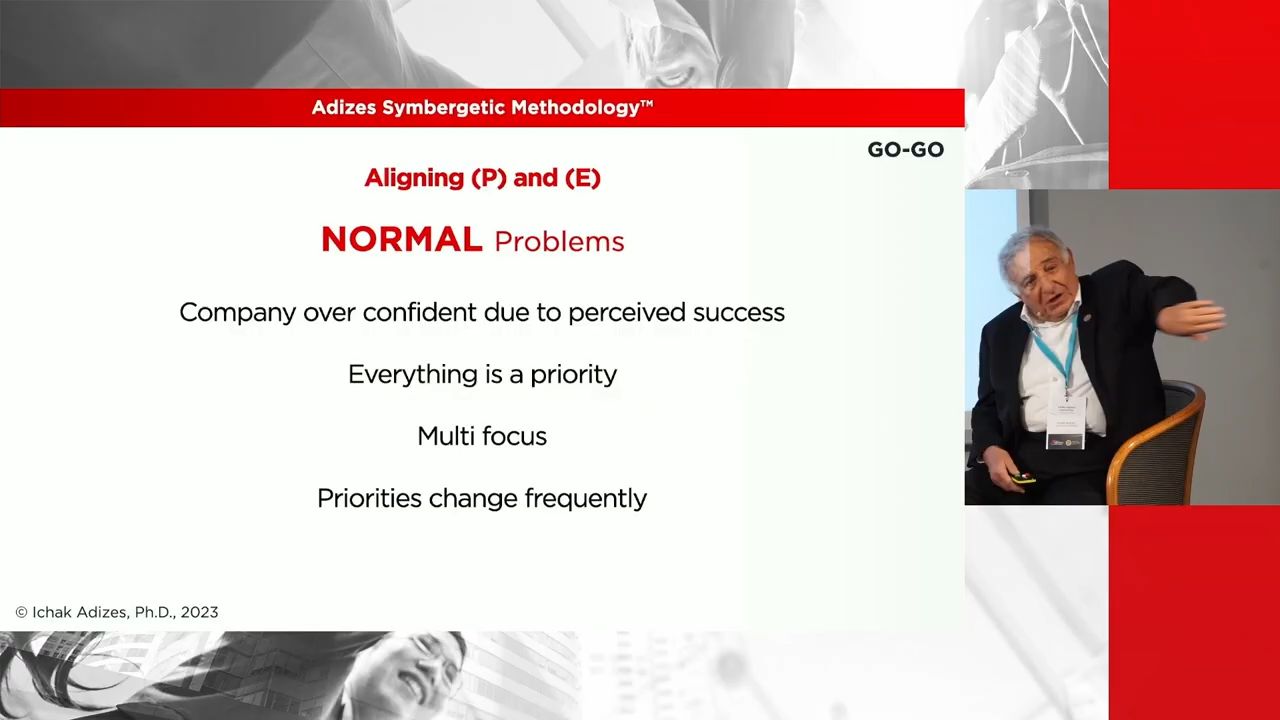 Adizes Symbergetic Methodology™
GO-GO
Aligning (P) and (E)
NORMAL Problems
Company over confident due to perceived success
Everything is a priority
Multi focus
Priorities change frequently
© Ichak Adizes, Ph.D., 2023